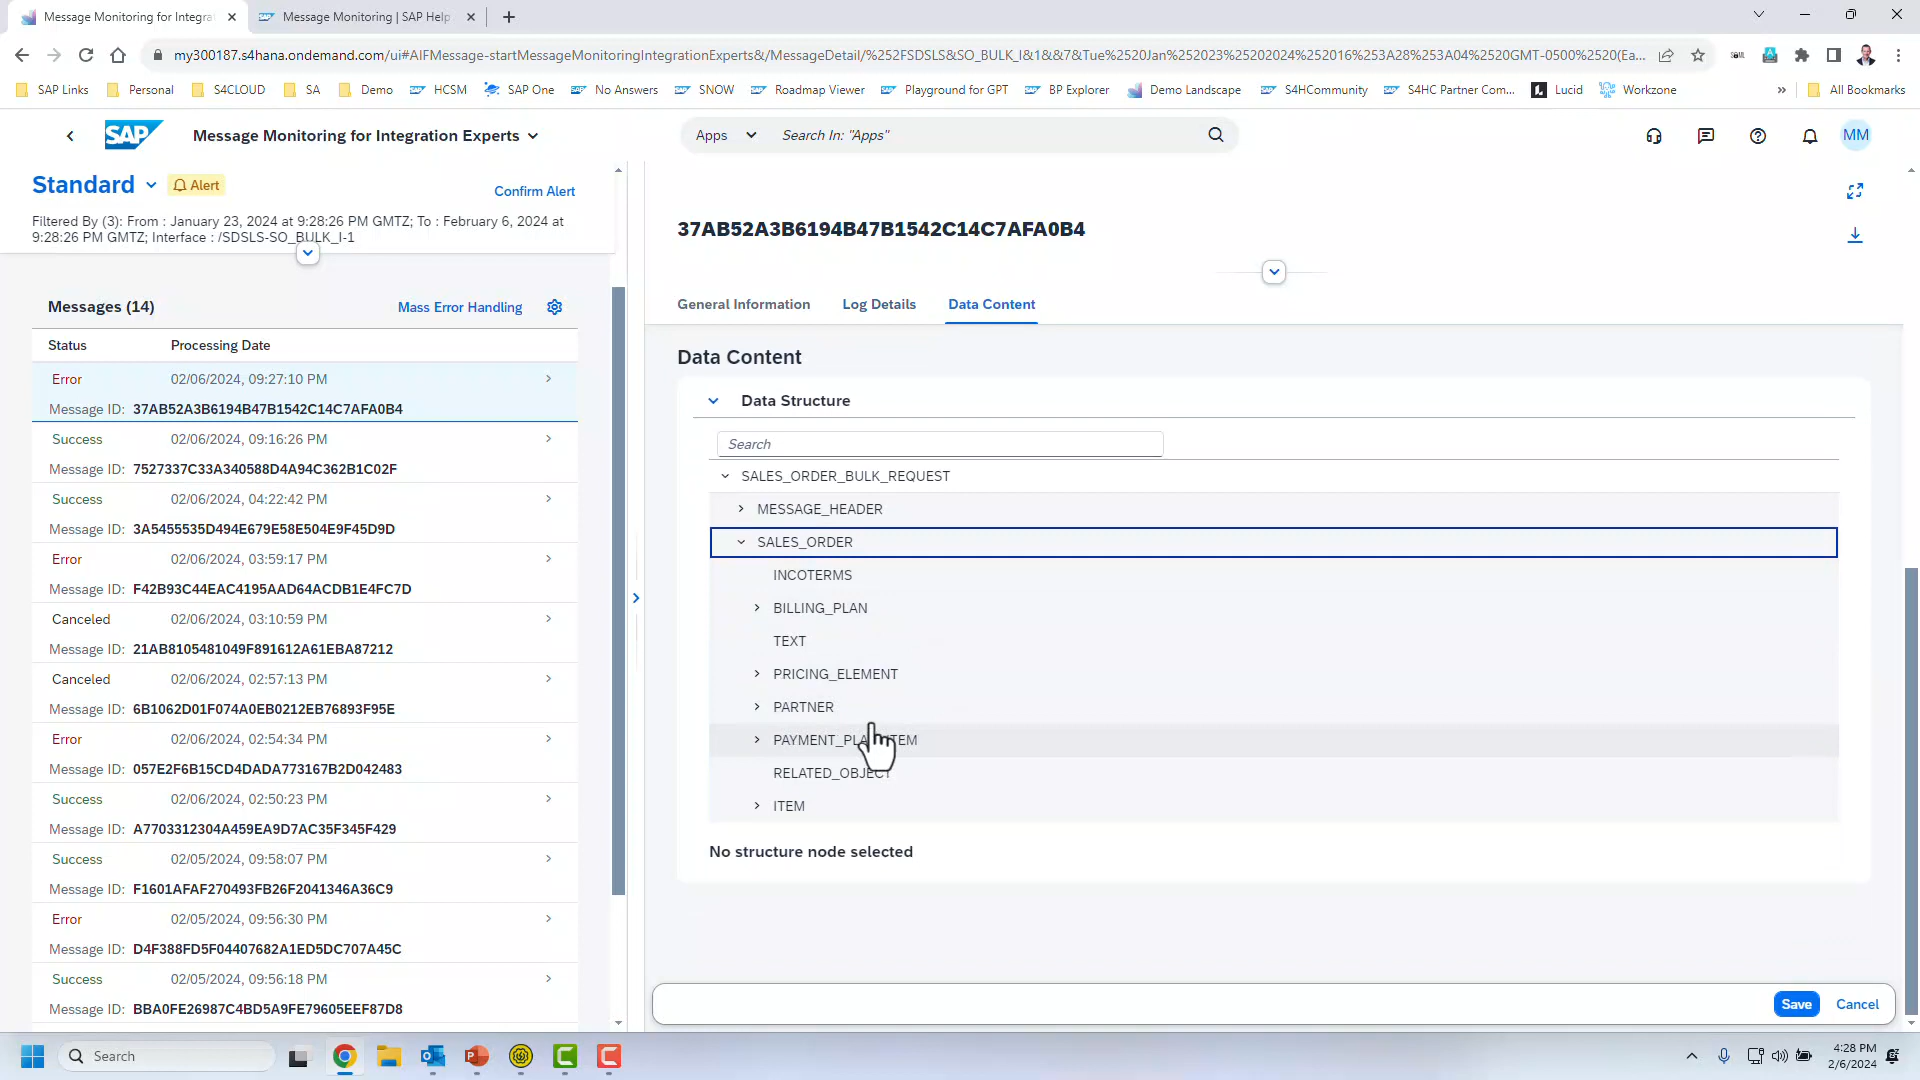 Message Monitoring for Integra
Message Monitoring | SAP Help
my300187.s4hana.ondemand.com/ui#AIFMessage-startMessageMonitoringIntegrationExperts&/MessageDetail/%252FSDSLS&SO_BULK_I&1&&7&Tue%2520Jan%252023%25202024%252016%253A28%253A04%2520GMT-0500%2520(Ea...
SAP Links
Personal
S4CLOUD
SA
Demo
HCSM
SAP One
No Answers
SNOW
Roadmap Viewer
Playground for GPT
BP Explorer
Demo Landscape
S4HCommunity
S4HC Partner Com...
Lucid
Workzone
All Bookmarks
SAP
Message Monitoring for Integration Experts
Apps
Search In: "Apps"
MM
Standard
Alert
Confirm Alert
Filtered By (3): From : January 23, 2024 at 9:28:26 PM GMTZ; To : February 6, 2024 at
9:28:26 PM GMTZ; Interface : /SDSLS-SO_BULK_I-1
Messages (14)
Mass Error Handling
Status Processing Date
Error 02/06/2024, 09:27:10 PM
Message ID: 37AB52A3B6194B47B1542C14C7AFA0B4
Success 02/06/2024, 09:16:26 PM
Message ID: 7527337C33A340588D4A94C362B1C02F
Success 02/06/2024, 04:22:42 PM
Message ID: 3A5455535D494E679E58E504E9F45D9D
Error 02/06/2024, 03:59:17 PM
Message ID: F42B93C44EAC4195AAD64ACDB1E4FC7D
Canceled 02/06/2024, 03:10:59 PM
Message ID: 21AB8105481049F891612A61EBA87212
Canceled 02/06/2024, 02:57:13 PM
Message ID: 6B1062D01F074A0EB0212EB76893F95E
Error 02/06/2024, 02:54:34 PM
Message ID: 057E2F6B15CD4DADA773167B2D042483
Success 02/06/2024, 02:50:23 PM
Message ID: A7703312304A459EA9D7AC35F345F429
Success 02/05/2024, 09:58:07 PM
Message ID: F1601AFAF270493FB26F2041346A36C9
Error 02/05/2024, 09:56:30 PM
Message ID: D4F388FD5F04407682A1ED5DC707A45C
Success 02/05/2024, 09:56:18 PM
Message ID: BBA0FE26987C4BD5A9FE79605EEF87D8
37AB52A3B6194B47B1542C14C7AFA0B4
General Information
Log Details
Data Content
Data Content
Data Structure
Search
SALES_ORDER_BULK_REQUEST
MESSAGE_HEADER
SALES_ORDER
INCOTERMS
BILLING_PLAN
TEXT
PRICING_ELEMENT
PARTNER
RELATED_OBJECT
ITEM
No structure node selected
Save
Cancel
Search
4:28 PM
2/6/2024